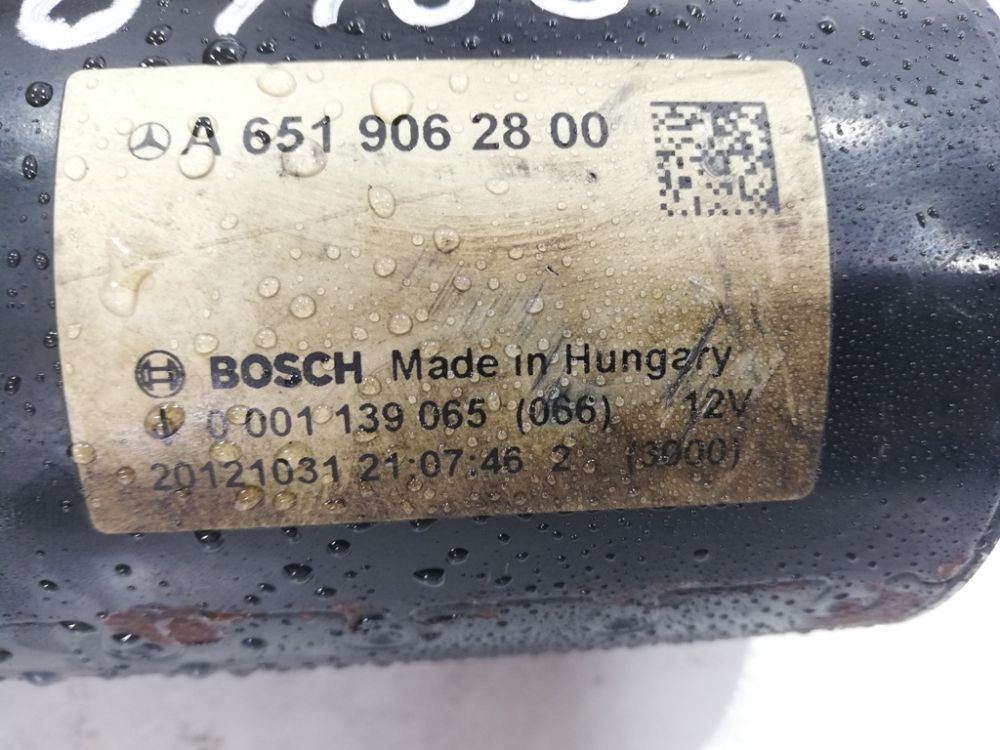 A 651 906 28 00
BOSCH Made in Hungary
0 001 139 065 (066) 12V
20121031 21:07:46 2 (3000)